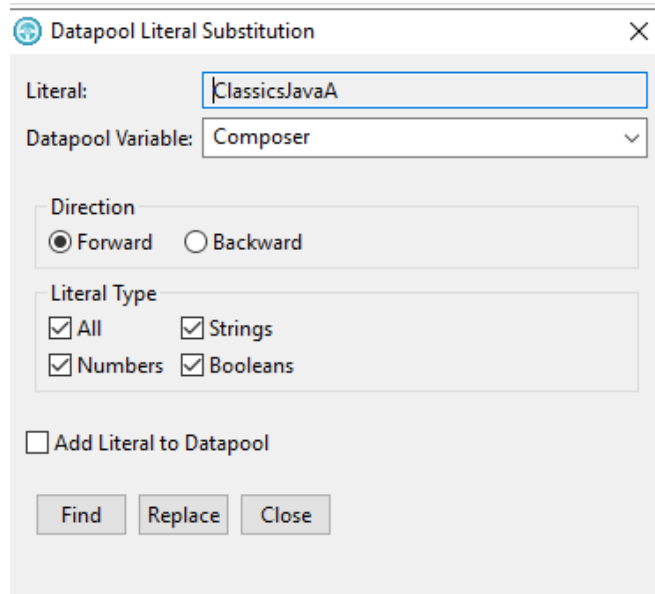 Datapool Literal Substitution
Literal: ClassicsJavaA
Datapool Variable: Composer
Direction
Forward Backward
Literal Type
All Strings
Numbers Booleans
Add Literal to Datapool
Find Replace Close